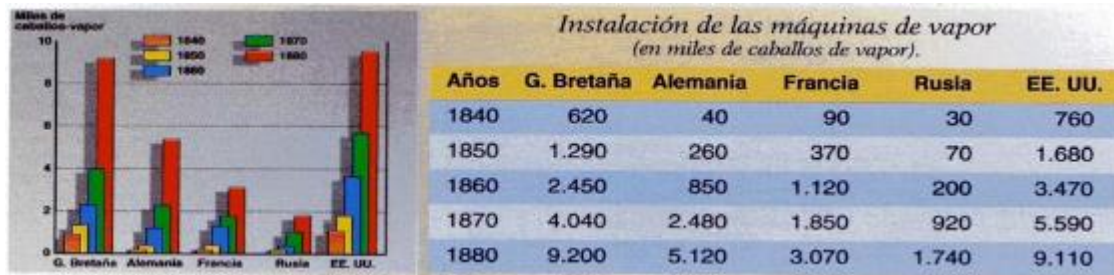 Miles de
caballos-vapor
10
8
6
4
2
0
1840
1850
1860
1870
1880
G. Bretaña Alemania Francia Rusia EE. UU.
Instalación de las máquinas de vapor
(en miles de caballos de vapor).
Años G. Bretaña Alemania Francia Rusia EE. UU.
1840 620 40 90 30 760
1850 1.290 260 370 70 1.680
1860 2.450 850 1.120 200 3.470
1870 4.040 2.480 1.850 920 5.590
1880 9.200 5.120 3.070 1.740 9.110